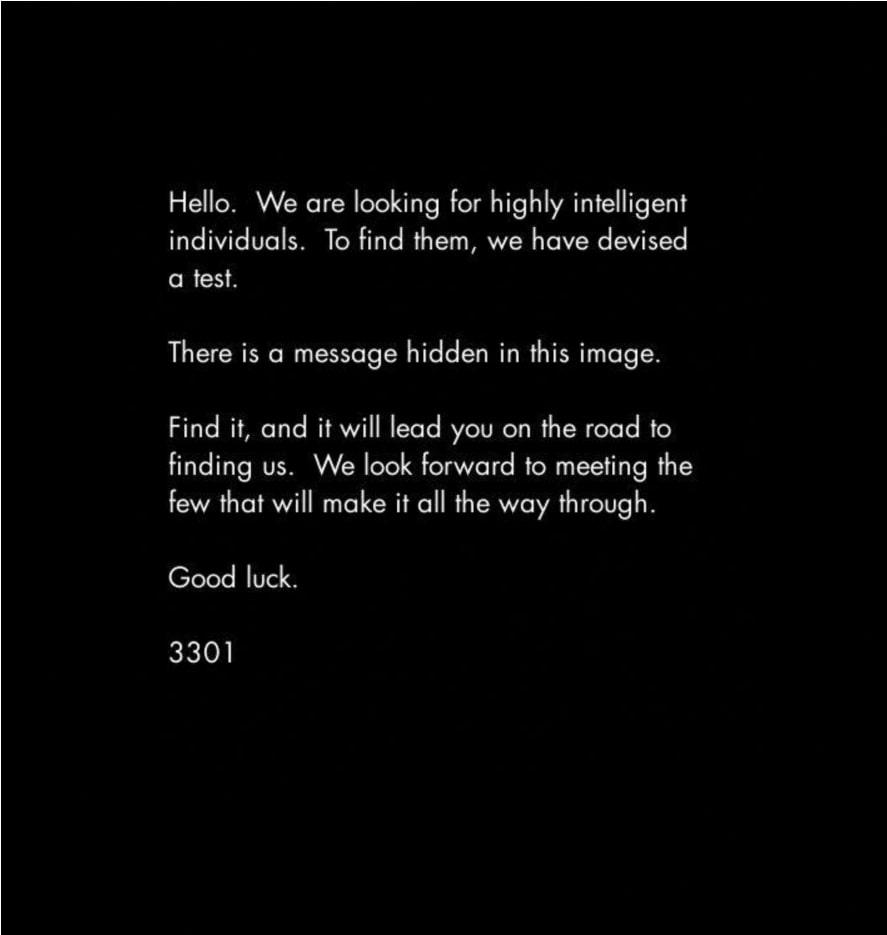 Hello.  We are looking for highly intelligent
individuals.  To find them, we have devised
a test.
There is a message hidden in this image.
Find it, and it will lead you on the road to
finding us.  We look forward to meeting the
few that will make it all the way through.
Good luck.
3301